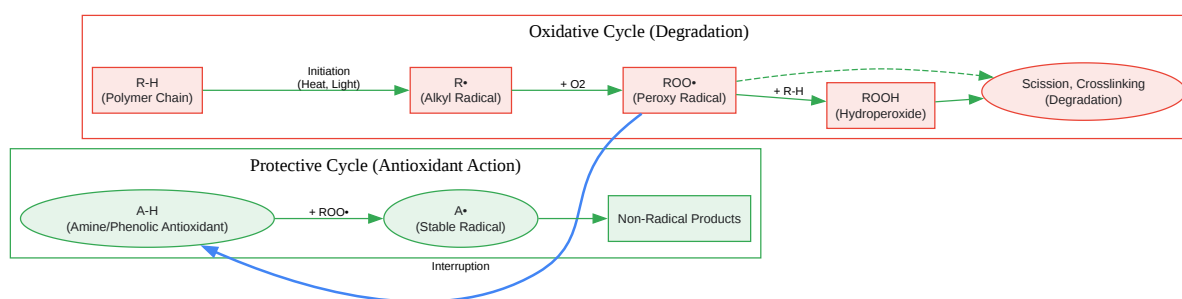 Oxidative Cycle (Degradation)
R-H
(Polymer Chain)
Initiation
(Heat, Light)
R•
(Alkyl Radical)
+ O2
ROO•
(Peroxy Radical)
+ R-H
ROOH
(Hydroperoxide)
Scission, Crosslinking
(Degradation)
Protective Cycle (Antioxidant Action)
A-H
(Amine/Phenolic Antioxidant)
+ ROO•
A•
(Stable Radical)
Non-Radical Products
Interruption